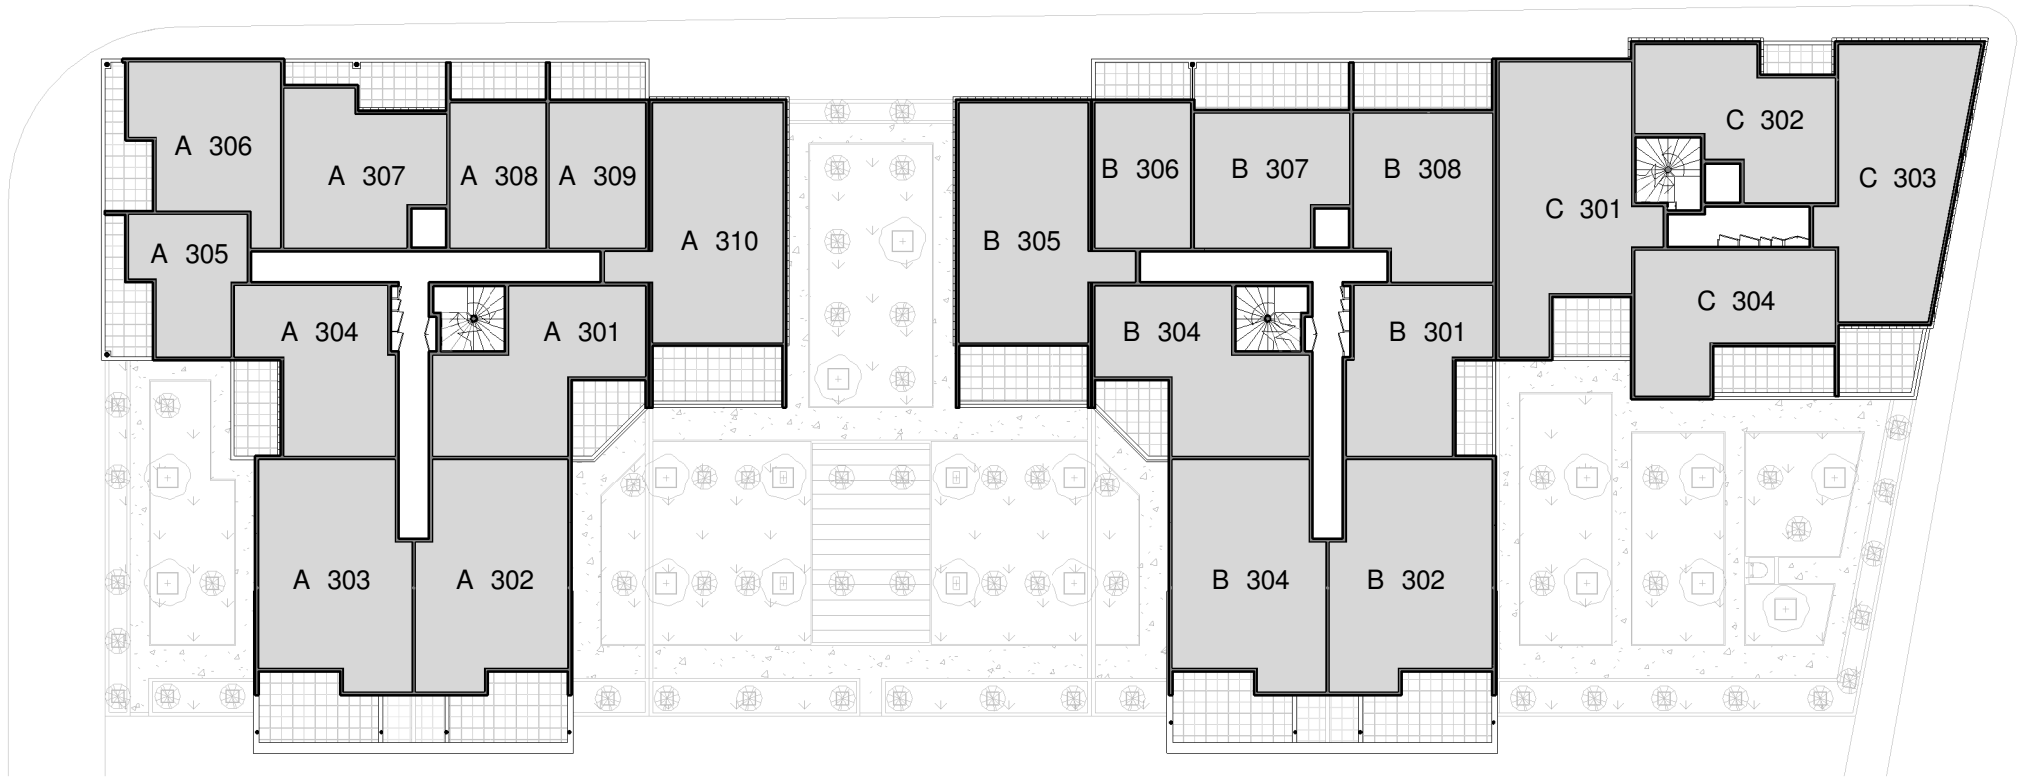 A 306
A 307
A 308
A 309
A 310
A 305
A 304
A 301
A 303
A 302
B 305
B 306
B 307
B 308
B 304
B 301
B 304
B 302
C 301
C 302
C 303
C 304